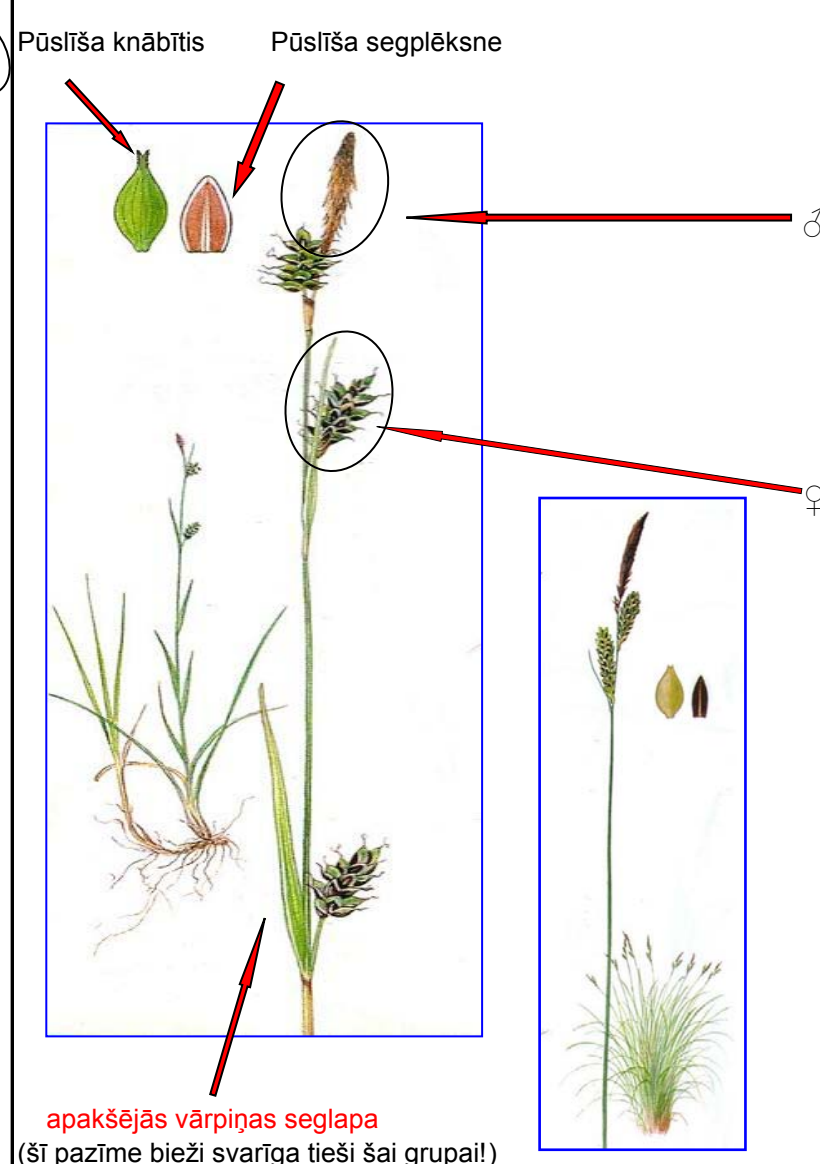 Pūslīša knābītis Pūslīša segplēksne
♂
♀
apakšējās vārpiņas seglapa
(šī pazīme bieži svarīga tieši šai grupai!)